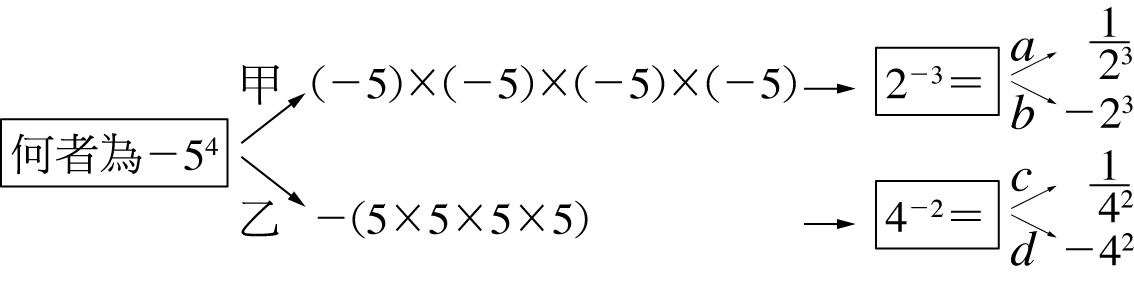 甲 (−5)×(−5)×(−5)×(−5) → 2⁻³＝ a 1/2³
b −2³
何者為−5⁴
乙 −(5×5×5×5) → 4⁻²＝ c 1/4²
d −4²